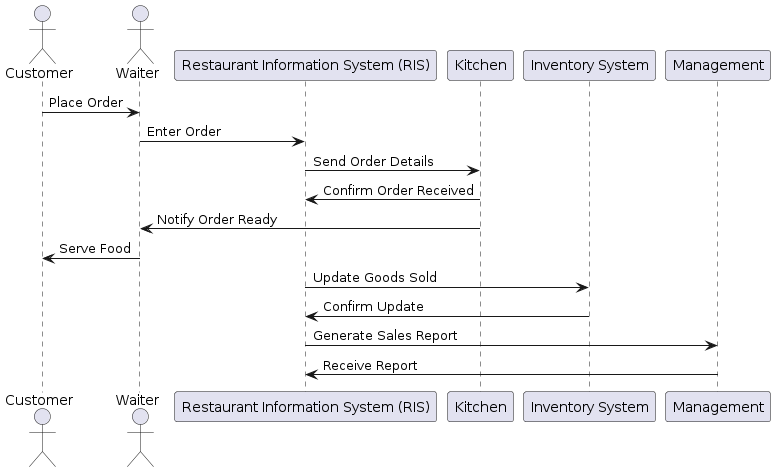 Customer
Waiter
Restaurant Information System (RIS)
Kitchen
Inventory System
Management
Place Order
Enter Order
Send Order Details
Confirm Order Received
Notify Order Ready
Serve Food
Update Goods Sold
Confirm Update
Generate Sales Report
Receive Report
Customer
Waiter
Restaurant Information System (RIS)
Kitchen
Inventory System
Management